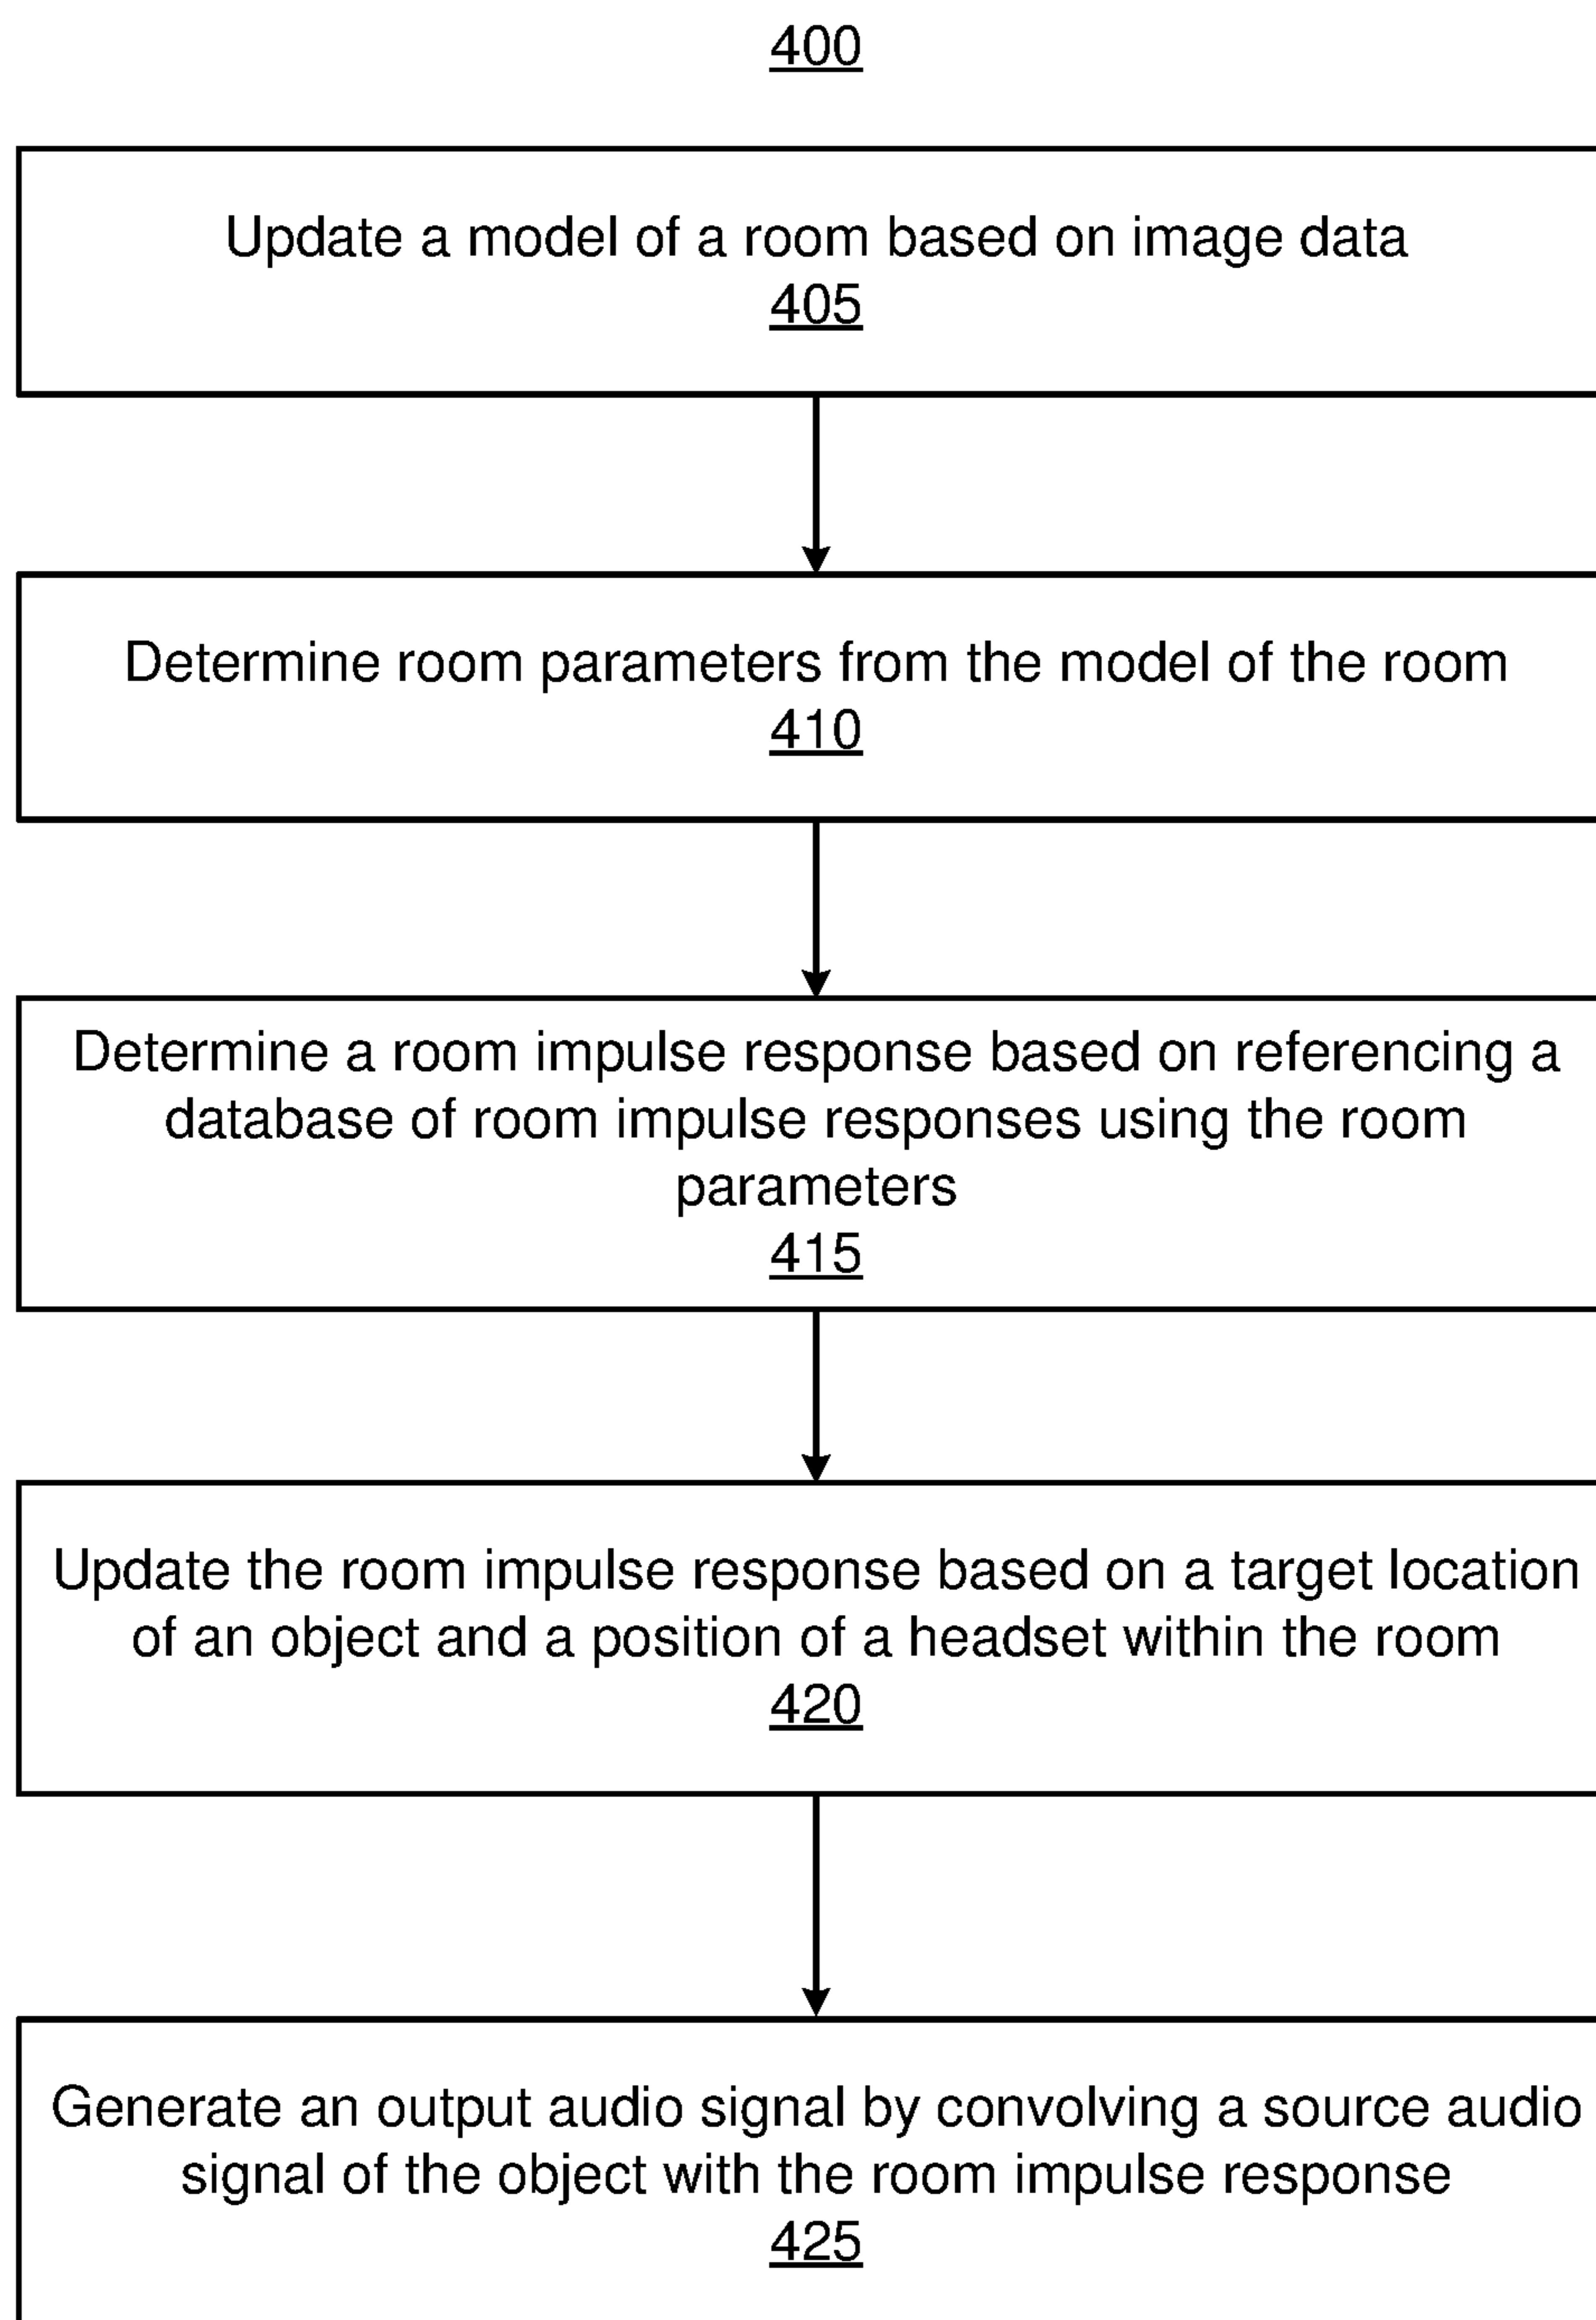 400
Update a model of a room based on image data
405
Determine room parameters from the model of the room
410
Determine a room impulse response based on referencing a
database of room impulse responses using the room
parameters
415
Update the room impulse response based on a target location
of an object and a position of a headset within the room
420
Generate an output audio signal by convolving a source audio
signal of the object with the room impulse response
425